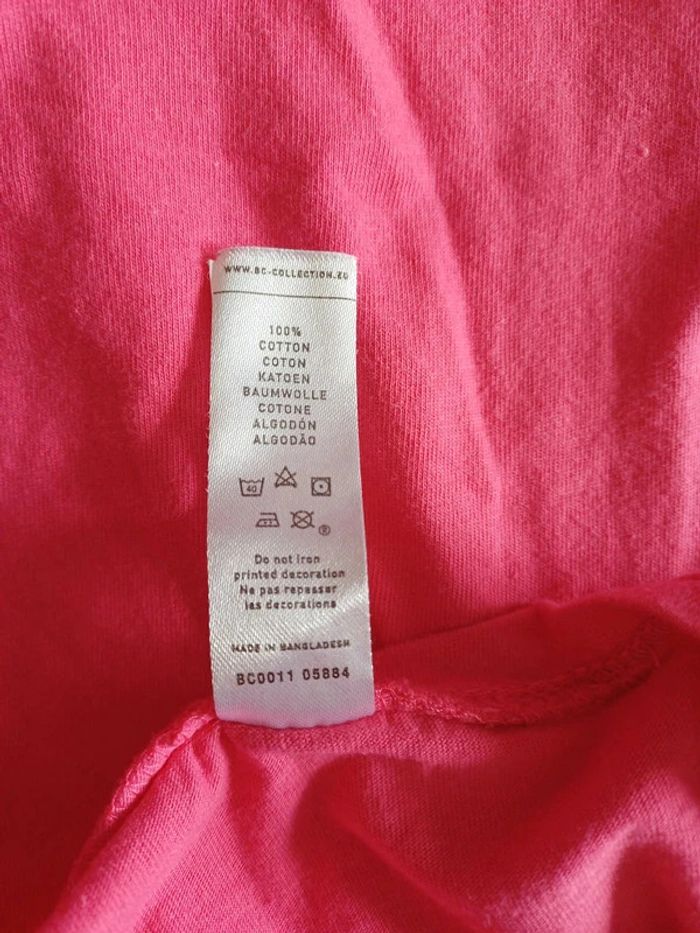 WWW.BC-COLLECTION.EU
100%
COTTON
COTON
KATOEN
BAUMWOLLE
COTONE
ALGODÓN
ALGODÃO
40
®
Do not iron
printed decoration
Ne pas repasser
les decorations
MADE IN BANGLADESH
BC0011 05884